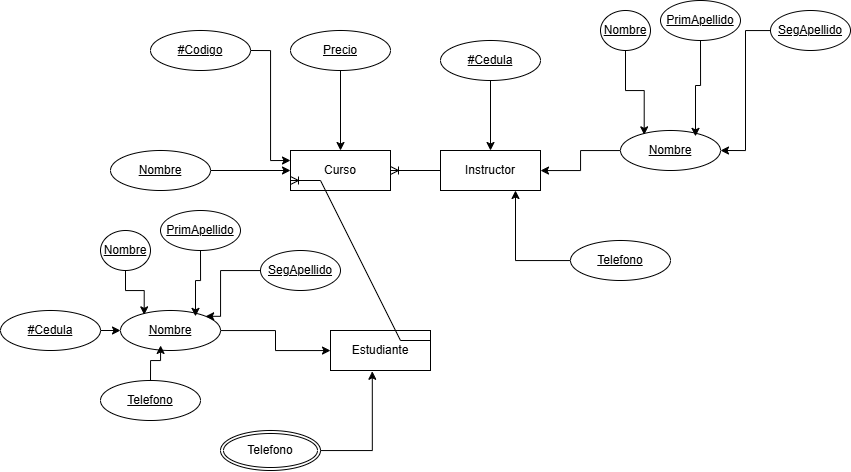 Nombre
PrimApellido
SegApellido
#Codigo
Precio
#Cedula
Nombre
Nombre
Curso
Instructor
Nombre
PrimApellido
SegApellido
Telefono
#Cedula
Nombre
Estudiante
Telefono
Telefono